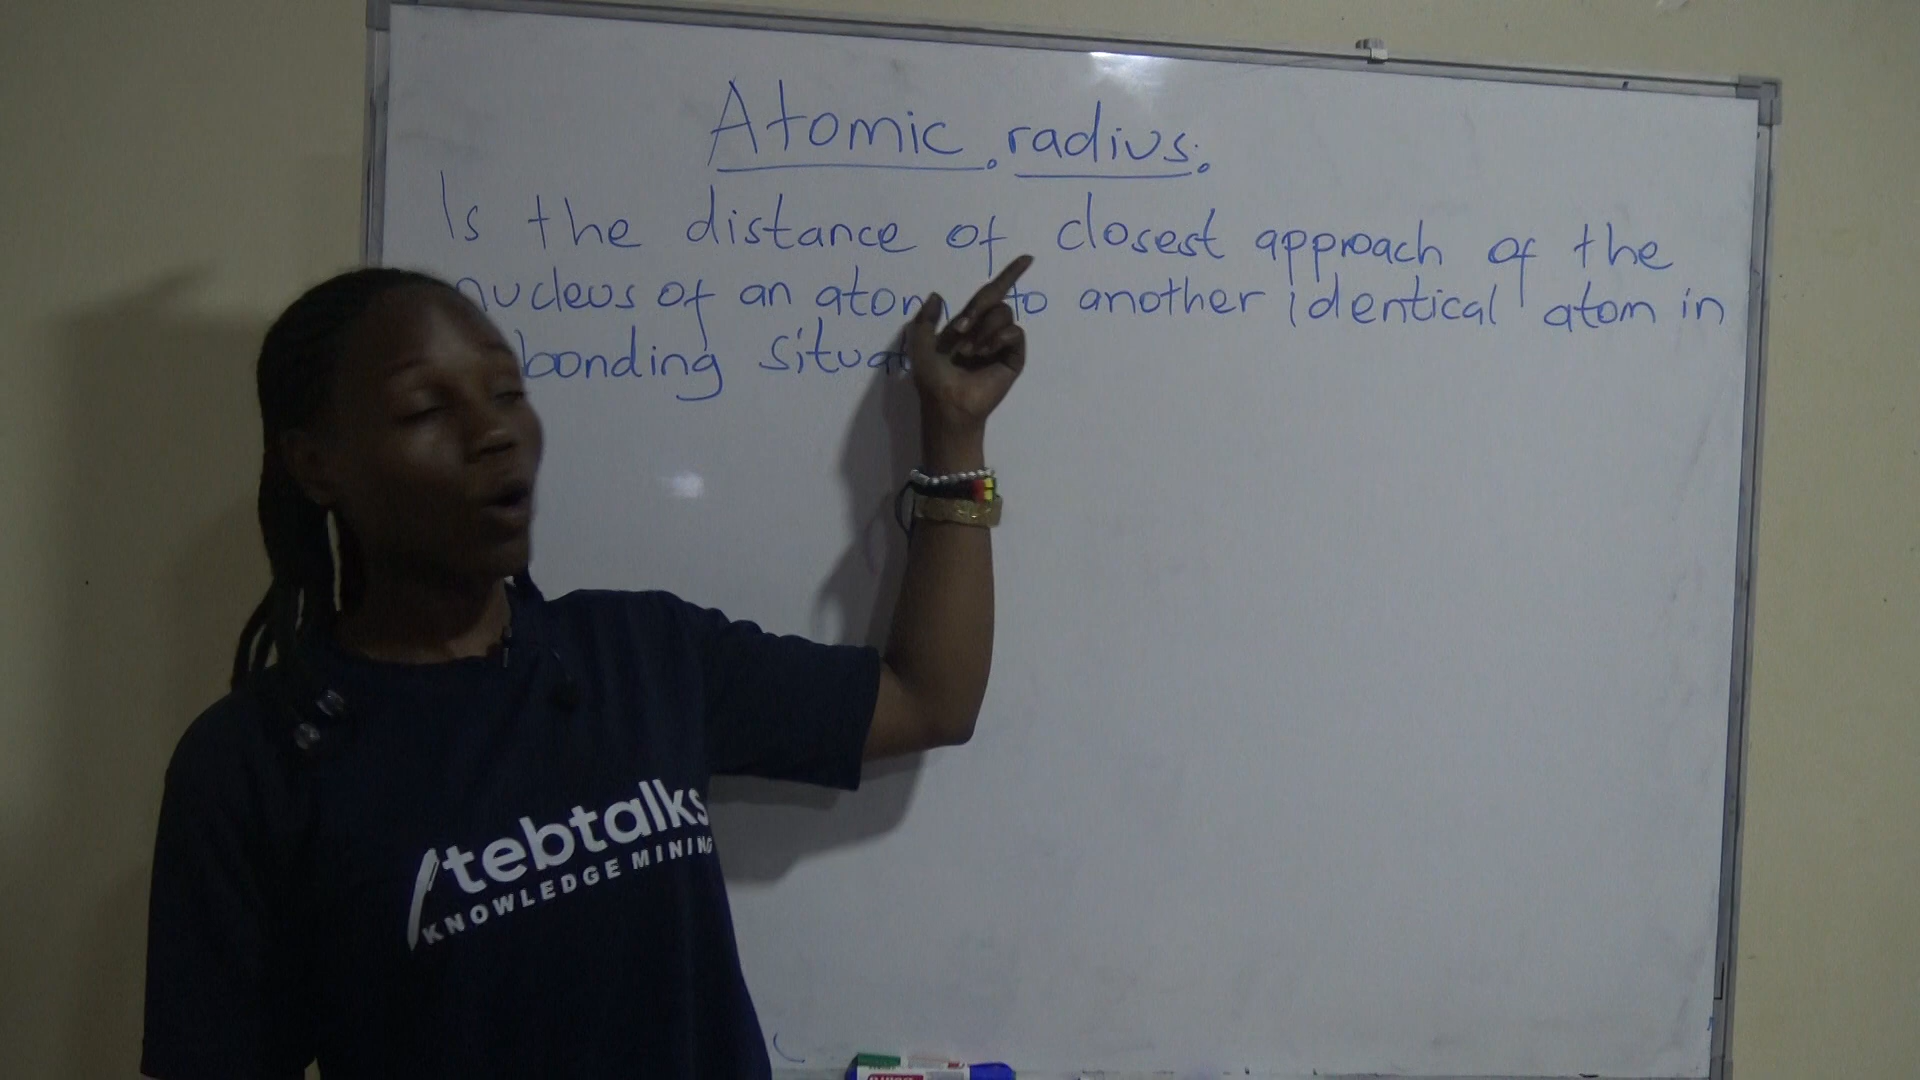 Atomic radius.
Is the distance of closest approach of the
nucleus of an atom to another identical atom in
bonding
tebtalks
KNOWLEDGE MINING